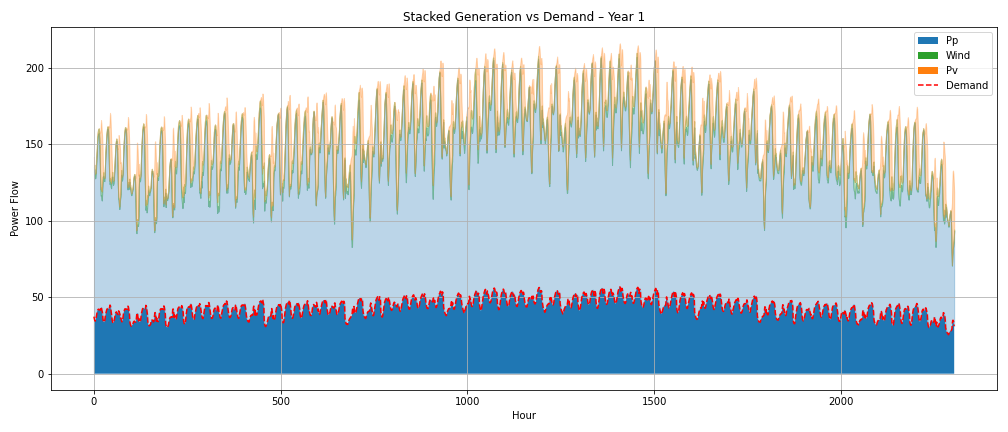 Stacked Generation vs Demand – Year 1
Pp
Wind
Pv
Demand
Power Flow
200
150
100
50
0
0 500 1000 1500 2000
Hour